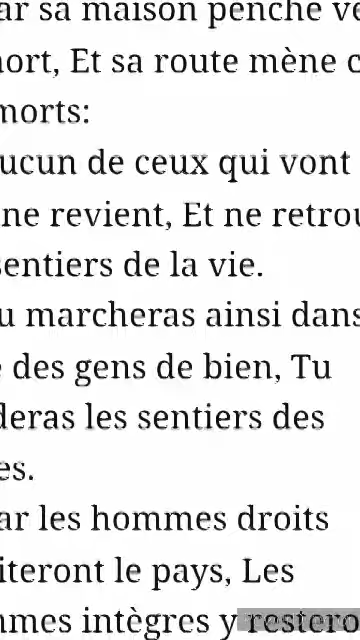 ar sa maison penche ve
ort, Et sa route mène c
morts:
ucun de ceux qui vont
ne revient, Et ne retrou
sentiers de la vie.
u marcheras ainsi dans
e des gens de bien, Tu
deras les sentiers des
es.
ar les hommes droits
iteront le pays, Les
mmes intègres y restero